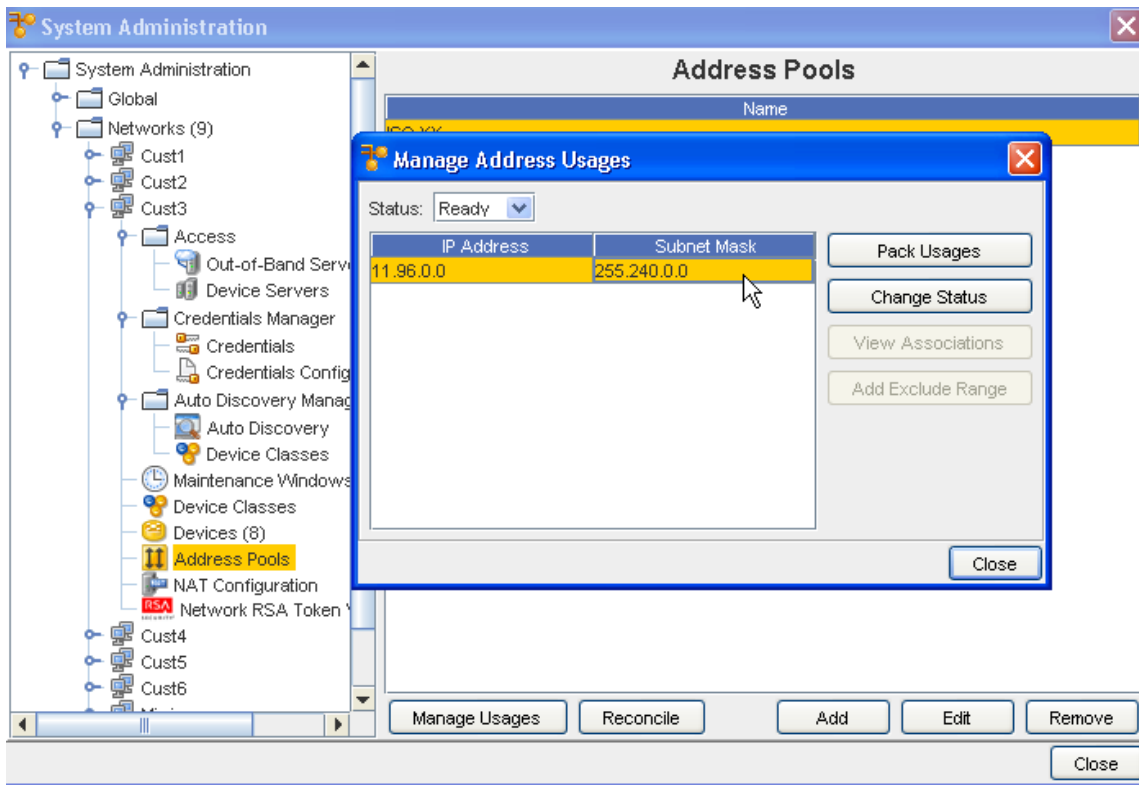 System Administration
System Administration
Global
Networks (9)
Cust1
Cust2
Cust3
Access
Out-of-Band Serv
Device Servers
Credentials Manager
Credentials
Credentials Config
Auto Discovery Manag
Auto Discovery
Device Classes
Maintenance Windows
Device Classes
Devices (8)
Address Pools
NAT Configuration
RSA Network RSA Token
Cust4
Cust5
Cust6
Address Pools
Name
Manage Address Usages
Status: Ready
IP Address Subnet Mask
11.96.0.0 255.240.0.0
Pack Usages
Change Status
View Associations
Add Exclude Range
Close
Manage Usages Reconcile Add Edit Remove
Close